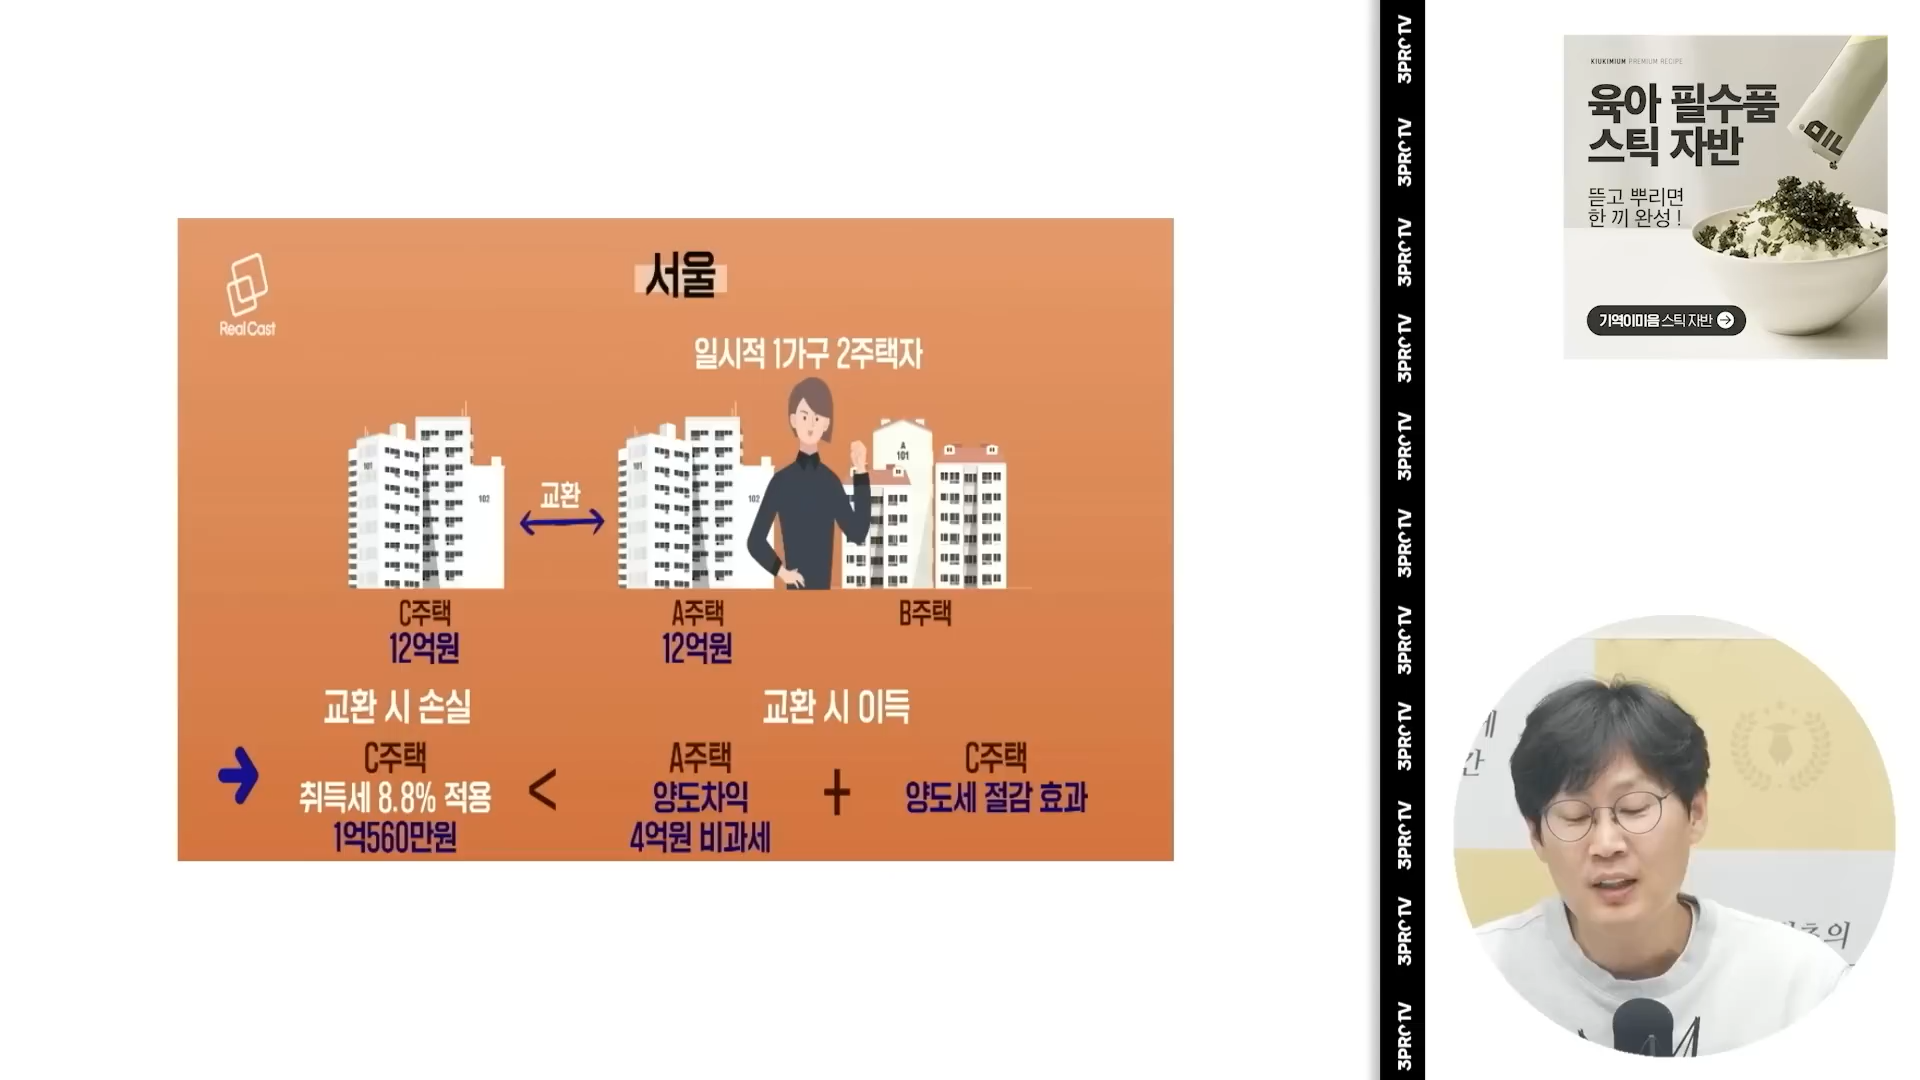 Real Cast
서울
일시적 1가구 2주택자
101
102
교환
101
102
A
101
C주택
12억원
A주택
12억원
B주택
교환 시 손실
교환 시 이득
C주택
취득세 8.8% 적용
1억560만원
<
A주택
양도차익
4억원 비과세
+
C주택
양도세 절감 효과
3PROTV
3PROTV
3PROTV
3PROTV
3PROTV
3PROTV
3PROTV
3PROTV
3PROTV
3PROTV
3PROTV
KIUKIMIUM PREMIUM RECIPE
육아 필수품
스틱 자반
뜯고 뿌리면
한 끼 완성 !
기역이미음 스틱 자반